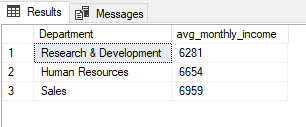 Results Messages
Department avg_monthly_income
1 Research & Development 6281
2 Human Resources 6654
3 Sales 6959